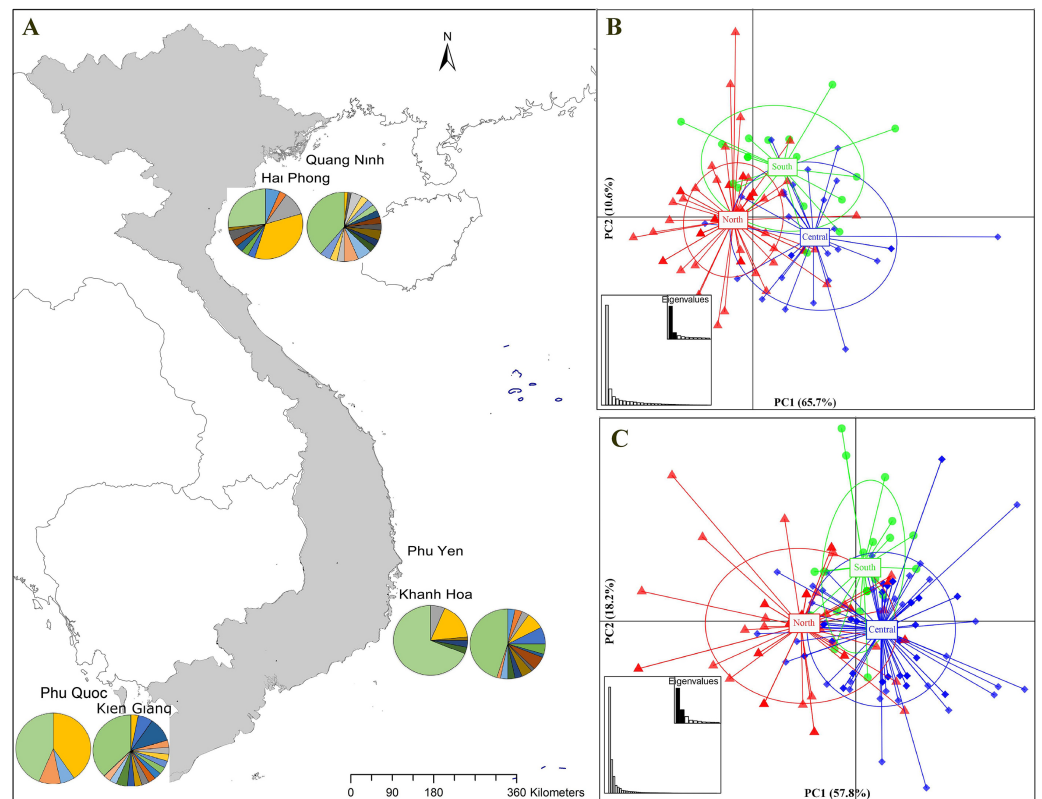 A
N
Quang Ninh
Hai Phong
Phu Yen
Khanh Hoa
Phu Quoc
Kien Giang
0 90 180 360 Kilometers
B
South
North
Central
PC2 (10.6%)
Eigenvalues
PC1 (65.7%)
C
South
North
Central
PC2 (18.2%)
Eigenvalues
PC1 (57.8%)